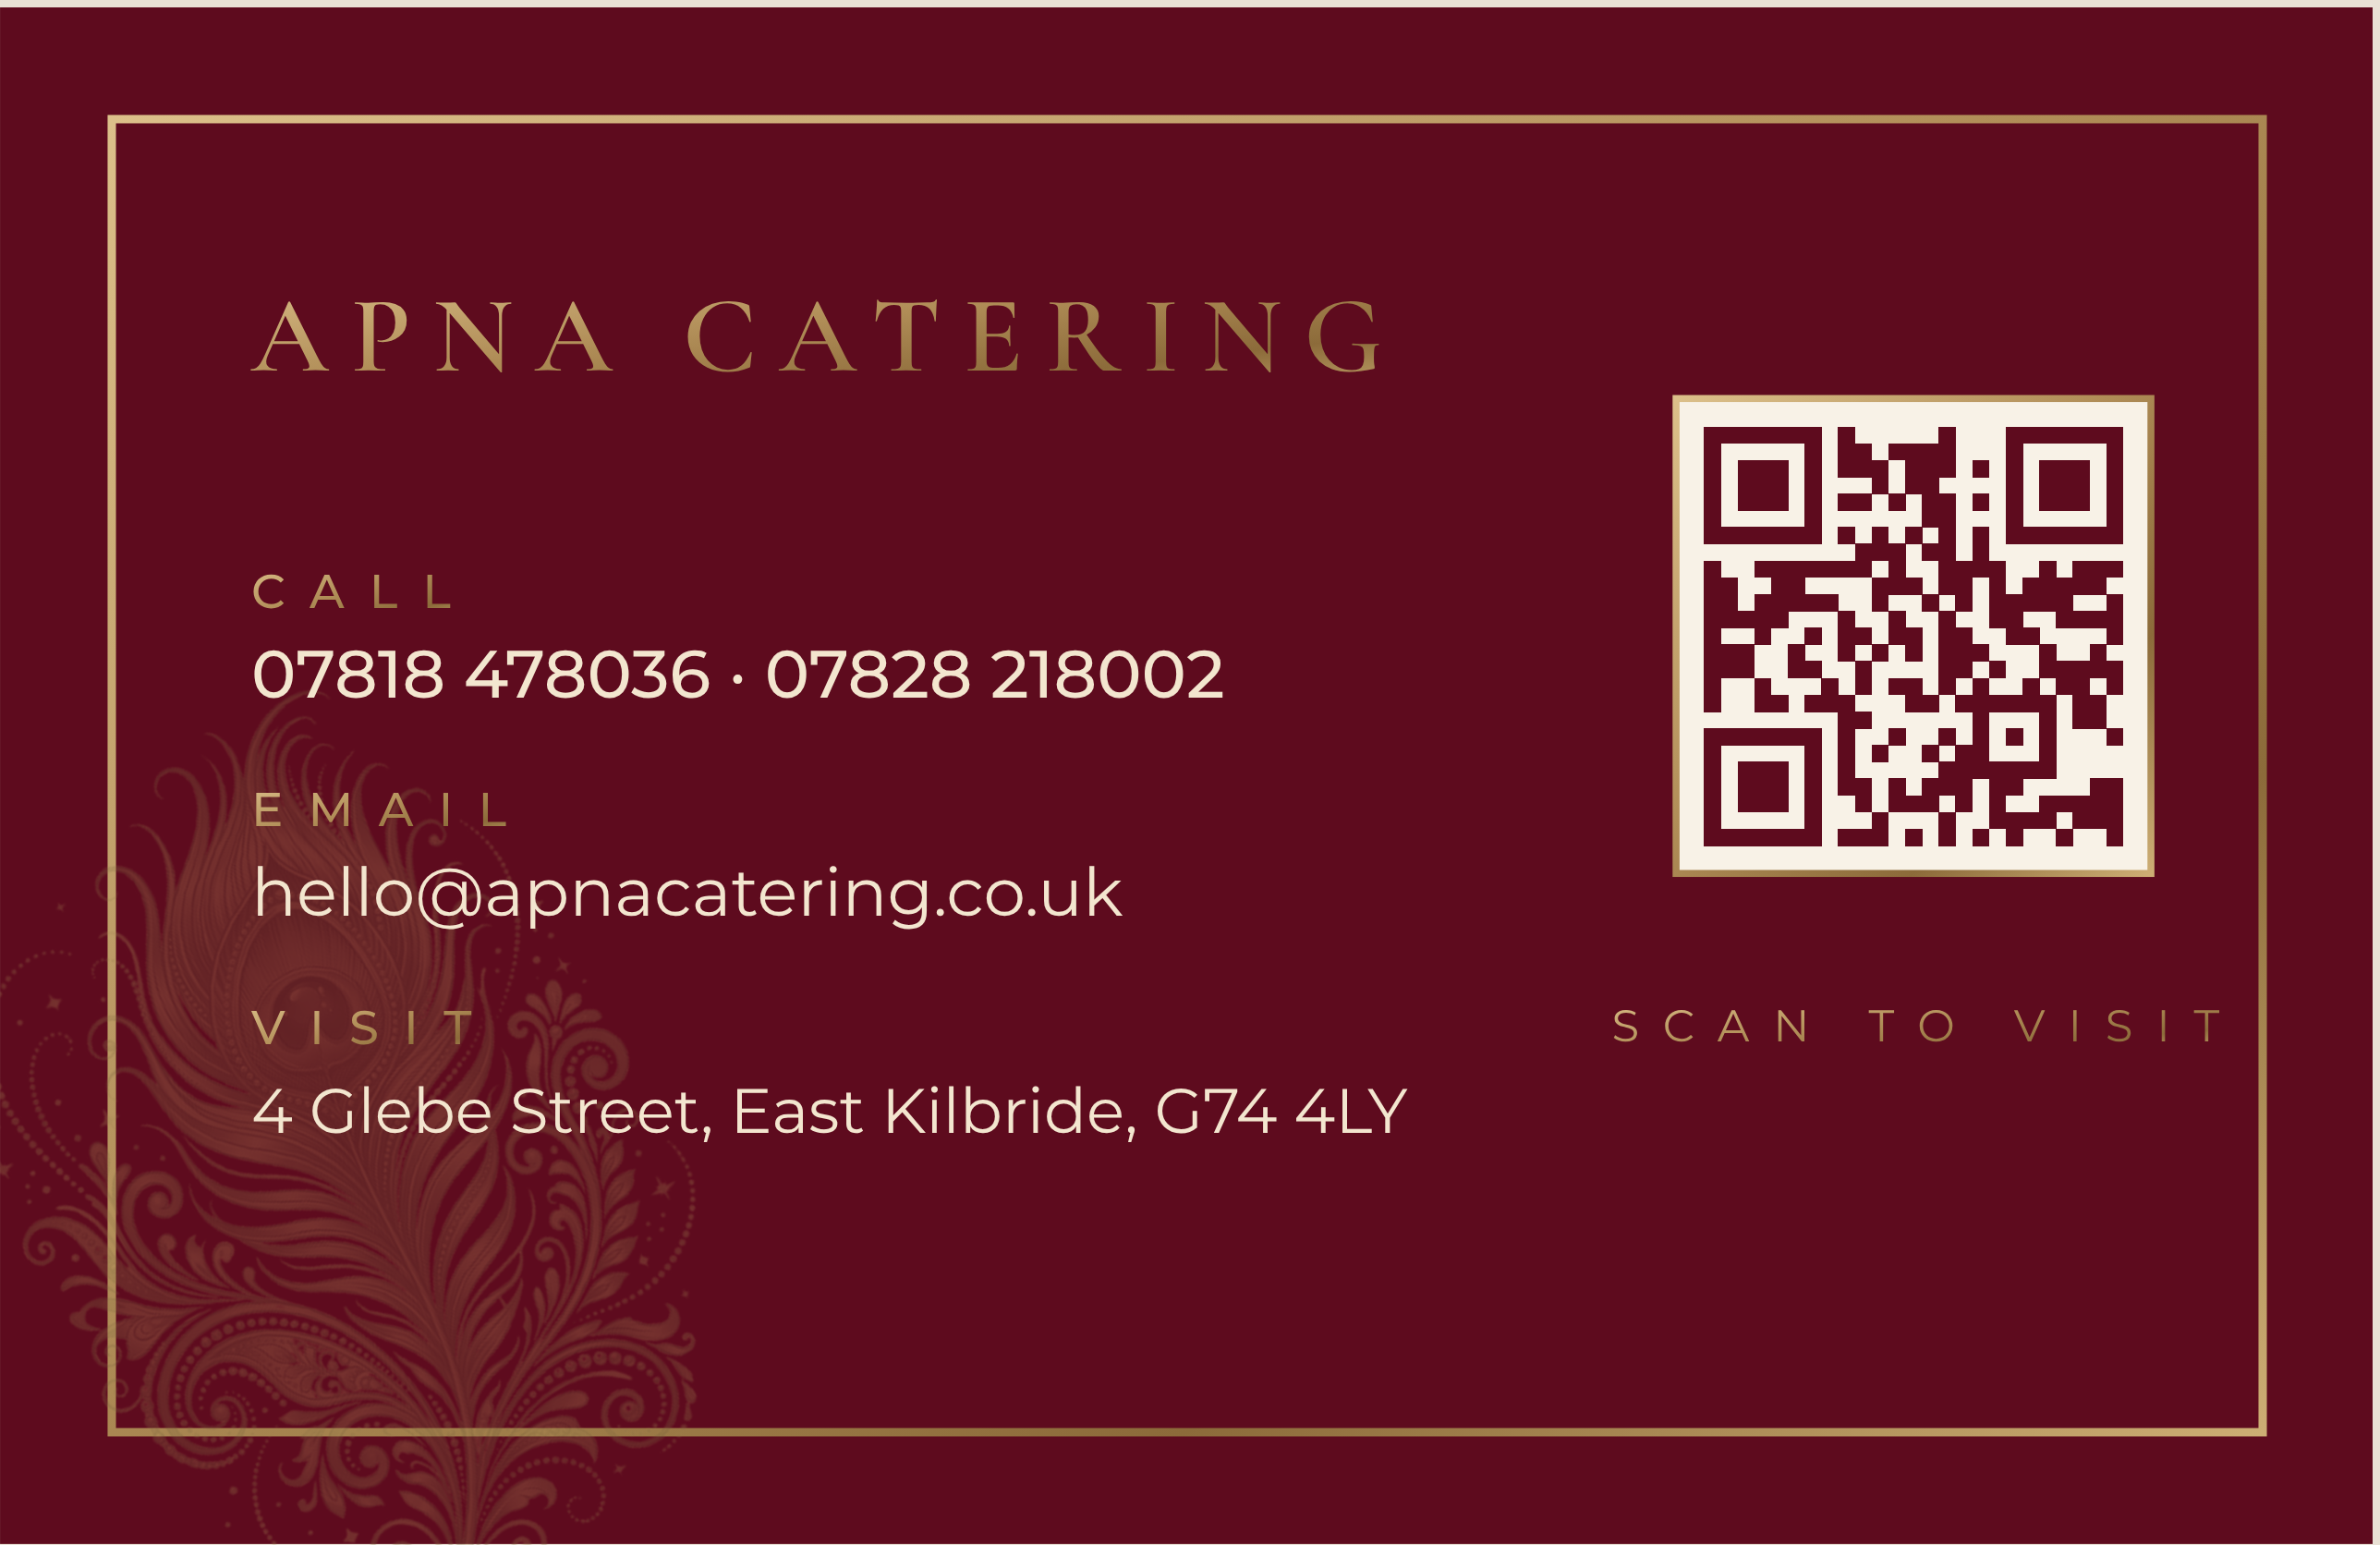 APNA CATERING
CALL
07818 478036 · 07828 218002
EMAIL
hello@apnacatering.co.uk
VISIT
4 Glebe Street, East Kilbride, G74 4LY
SCAN TO VISIT